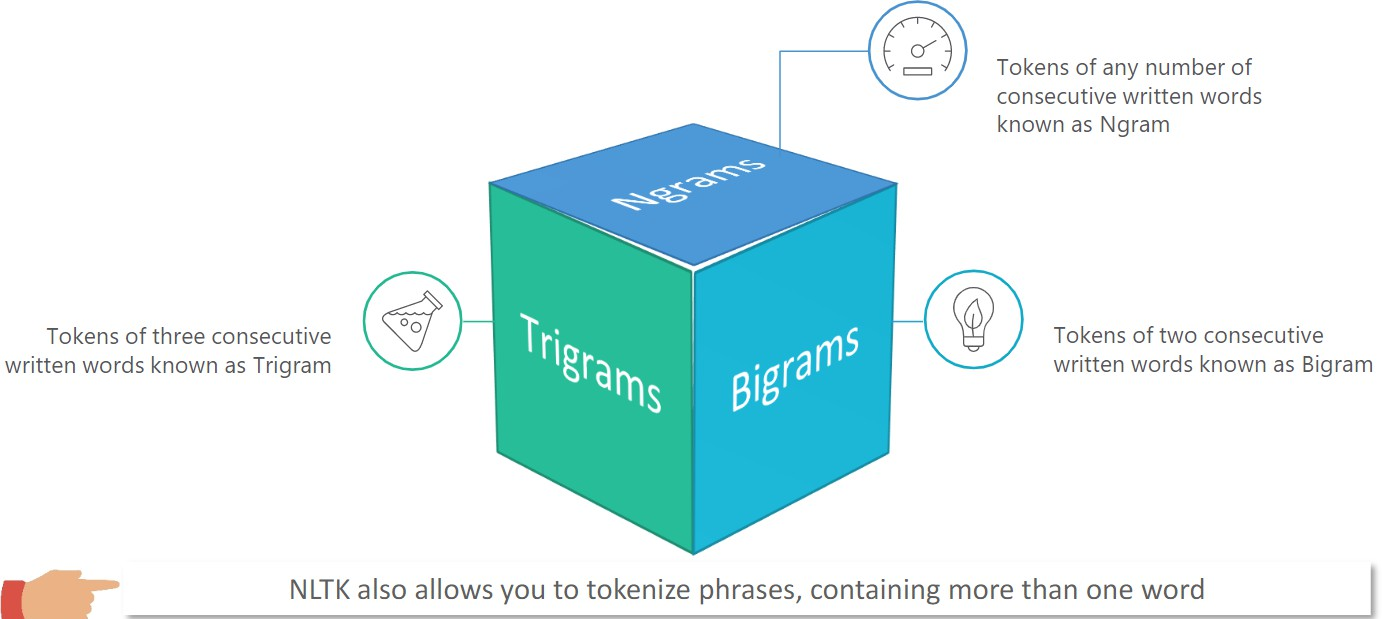 Tokens of any number of
consecutive written words
known as Ngram
Ngrams
Tokens of three consecutive
written words known as Trigram
Trigrams
Bigrams
Tokens of two consecutive
written words known as Bigram
NLTK also allows you to tokenize phrases, containing more than one word